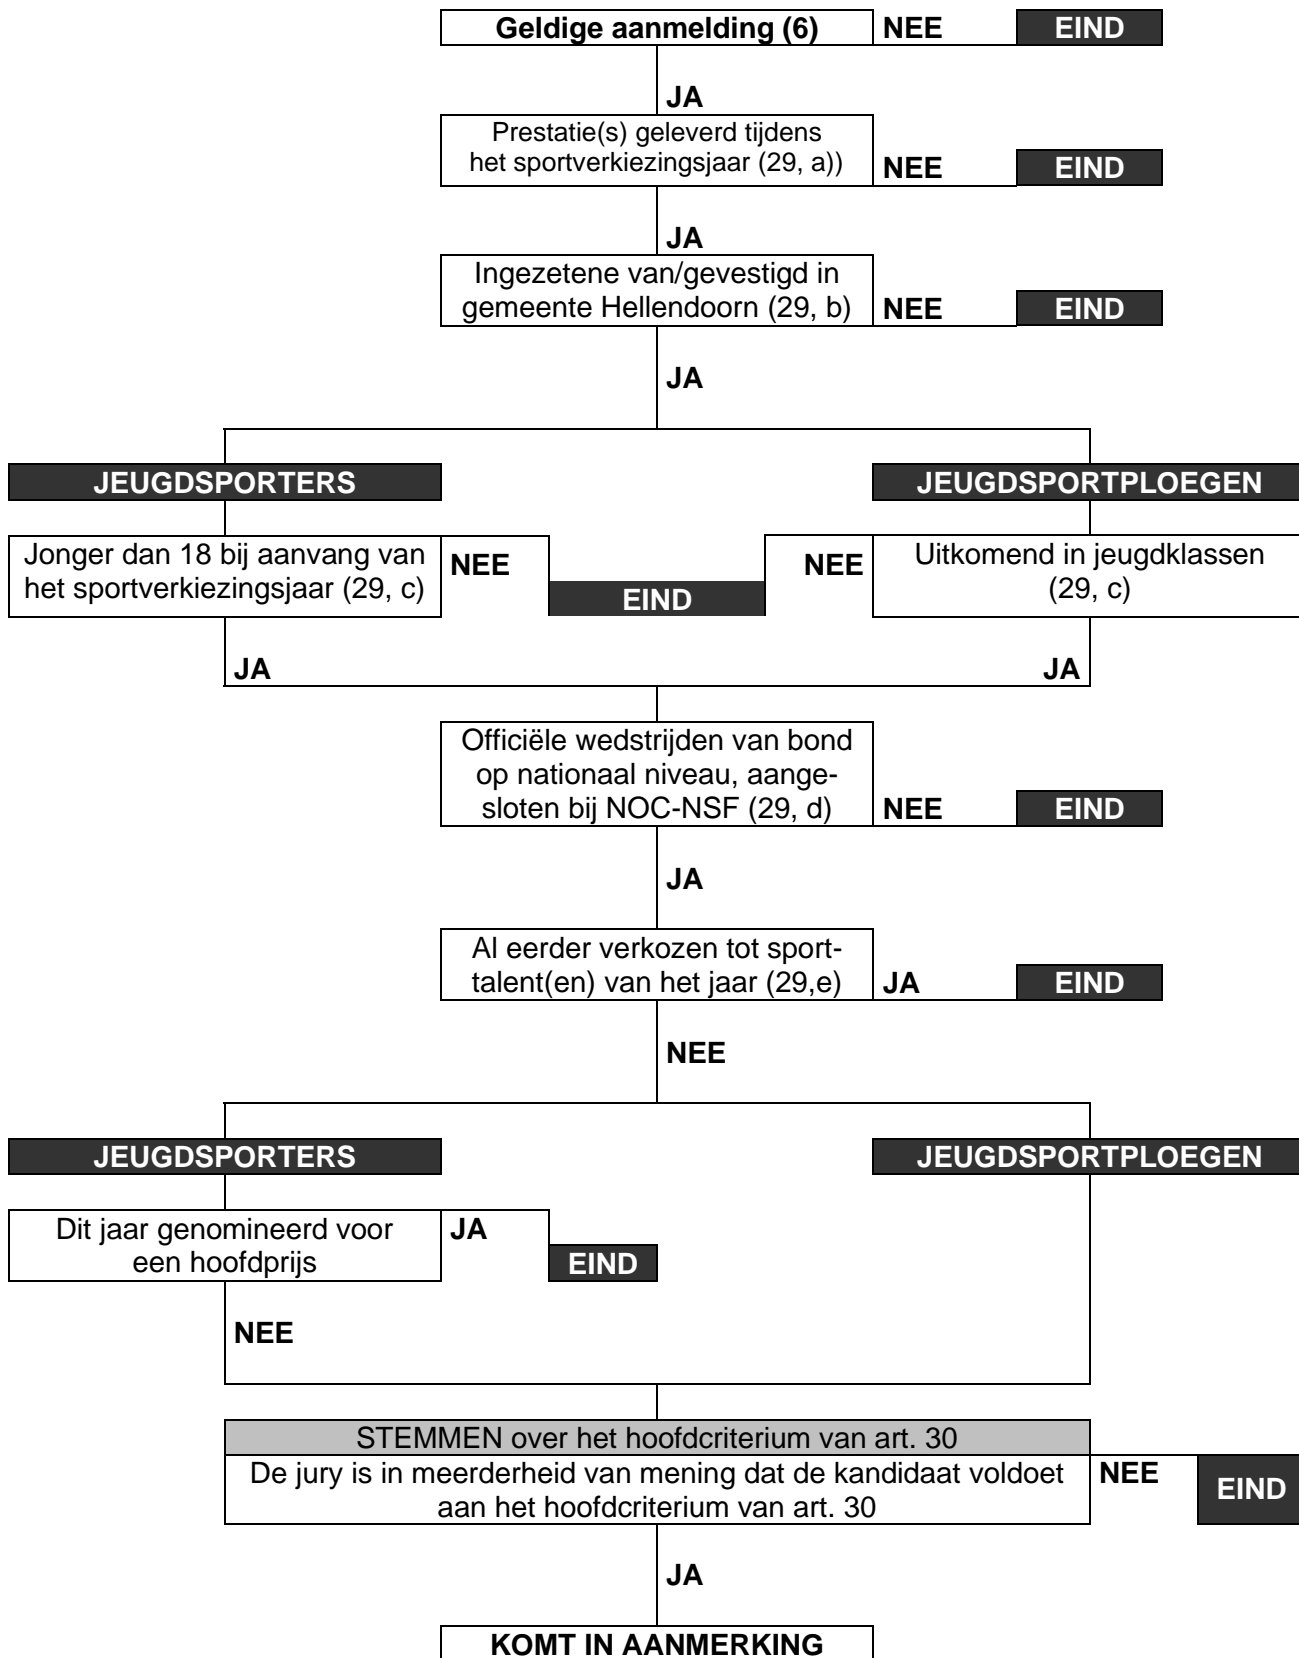 Geldige aanmelding (6) NEE EIND
JA
Prestatie(s) geleverd tijdens
het sportverkiezingsjaar (29, a)) NEE EIND
JA
Ingezetene van/gevestigd in
gemeente Hellendoorn (29, b) NEE EIND
JA
JEUGDSPORTERS JEUGDSPORTPLOEGEN
Jonger dan 18 bij aanvang van
het sportverkiezingsjaar (29, c)
NEE
EIND
NEE
Uitkomend in jeugdklassen
(29, c)
JA JA
Officiële wedstrijden van bond
op nationaal niveau, aange-
sloten bij NOC-NSF (29, d) NEE EIND
JA
Al eerder verkozen tot sport-
talent(en) van het jaar (29,e) JA EIND
NEE
JEUGDSPORTERS JEUGDSPORTPLOEGEN
Dit jaar genomineerd voor
een hoofdprijs
JA
EIND
NEE
STEMMEN over het hoofdcriterium van art. 30
De jury is in meerderheid van mening dat de kandidaat voldoet
aan het hoofdcriterium van art. 30
NEE
EIND
JA
KOMT IN AANMERKING